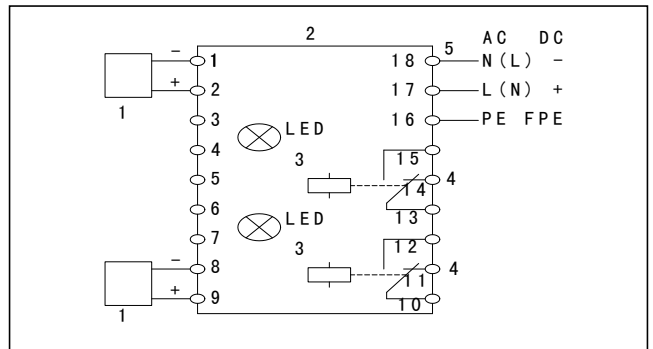 2 5 AC DC
- 1 18 N(L) -
+ 2 17 L(N) +
1 3 16 PE FPE
LED
4 3 15
5 14 4
6 13
LED
7 3 12
- 8 11 4
+ 9 10
1